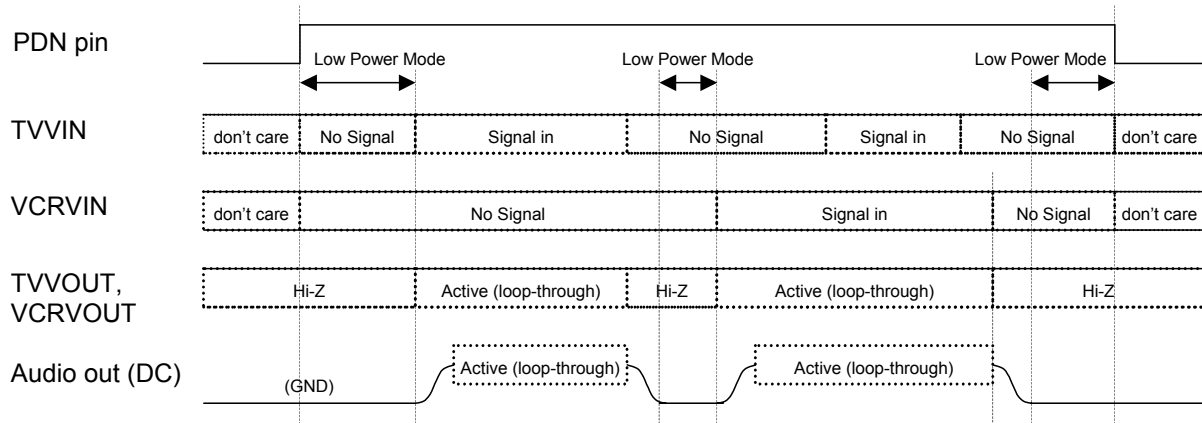 PDN pin
Low Power Mode Low Power Mode Low Power Mode
TVVIN
don't care No Signal Signal in No Signal Signal in No Signal don't care
VCRVIN
don't care No Signal Signal in No Signal don't care
TVVOUT,
VCRVOUT
Hi-Z Active (loop-through) Hi-Z Active (loop-through) Hi-Z
Audio out (DC)
(GND) Active (loop-through) Active (loop-through)